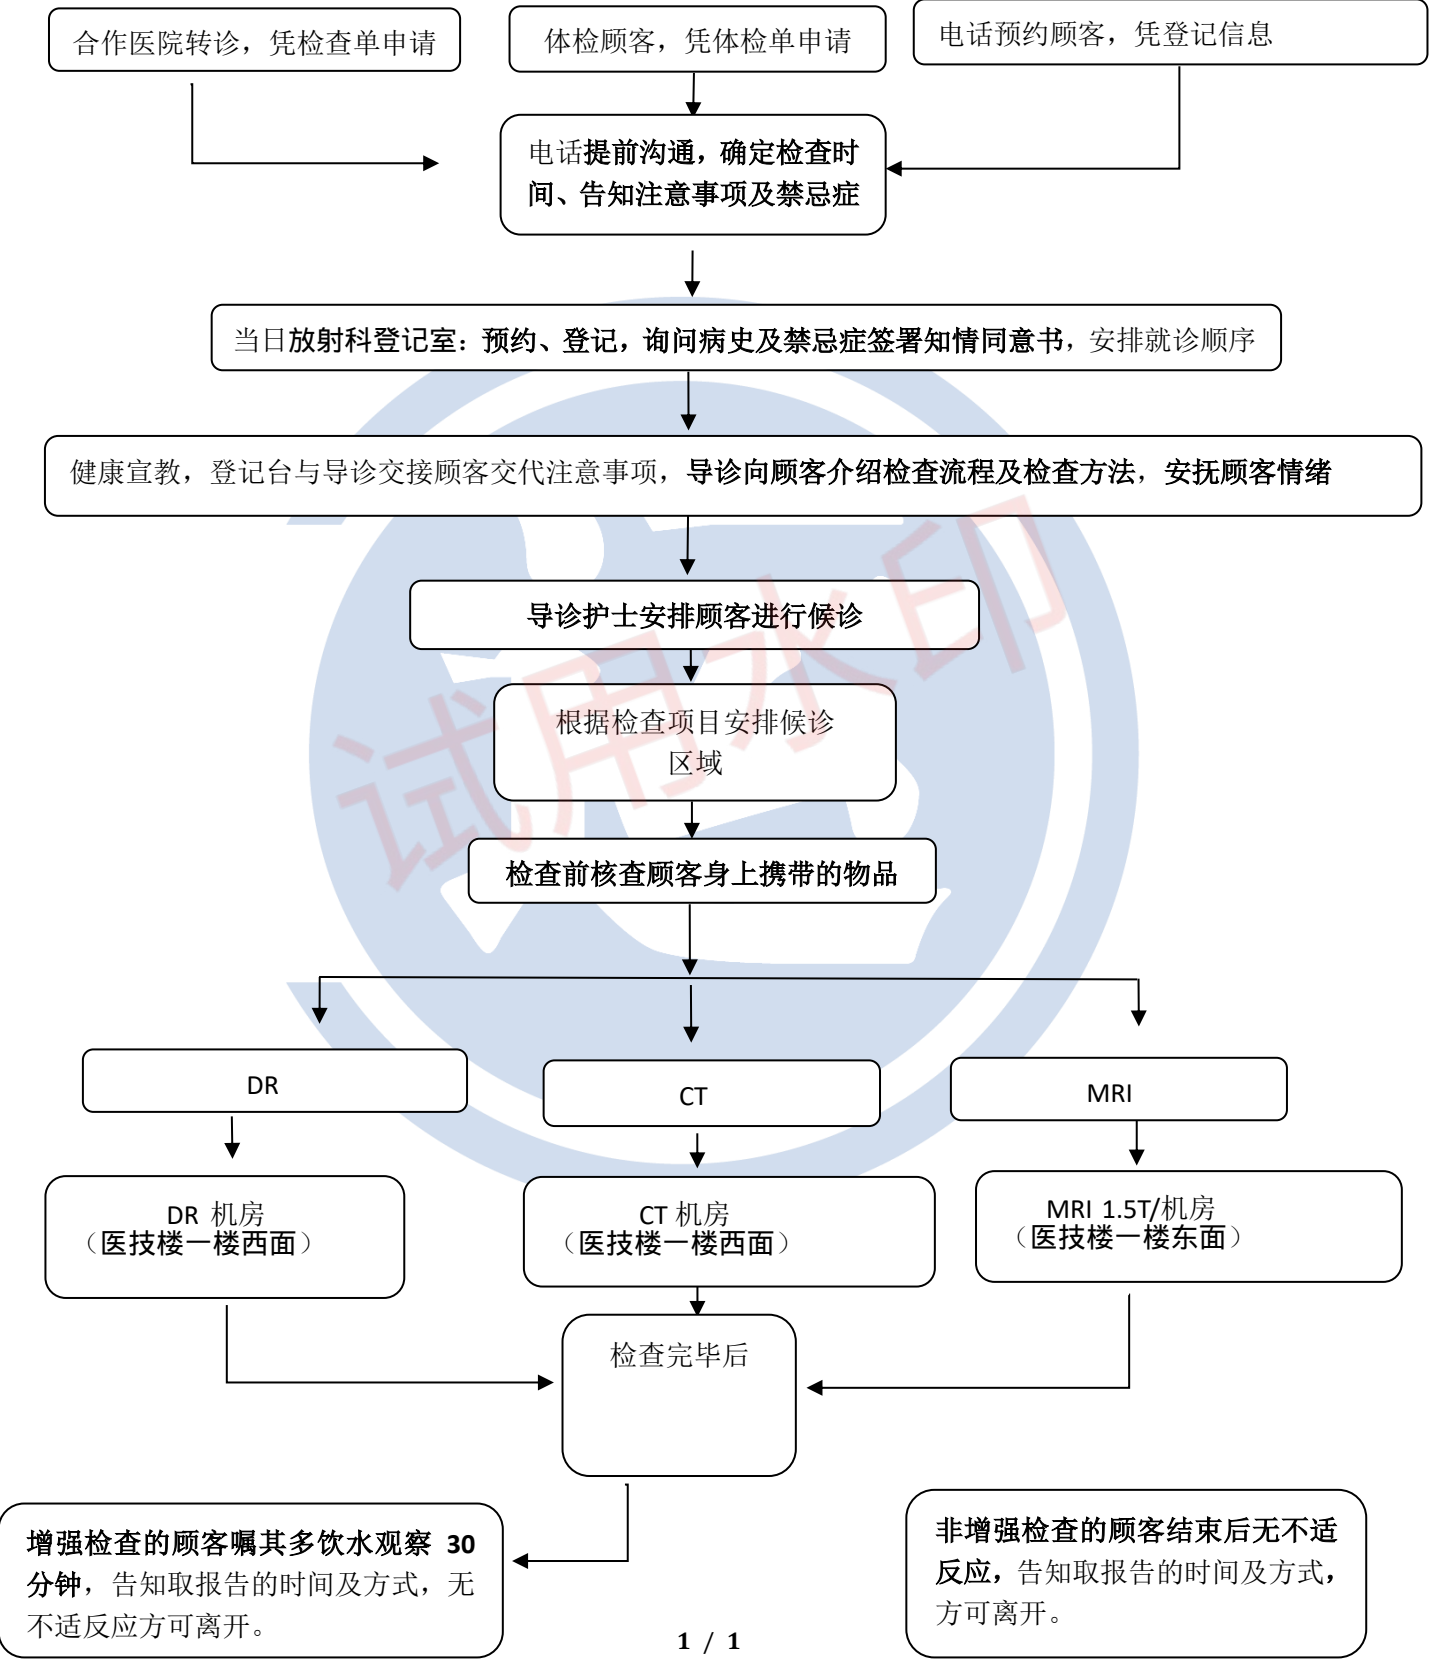 合作医院转诊，凭检查单申请
体检顾客，凭体检单申请
电话预约顾客，凭登记信息
电话提前沟通，确定检查时
间、告知注意事项及禁忌症
当日放射科登记室：预约、登记，询问病史及禁忌症签署知情同意书，安排就诊顺序
健康宣教，登记台与导诊交接顾客交代注意事项，导诊向顾客介绍检查流程及检查方法，安抚顾客情绪
导诊护士安排顾客进行候诊
根据检查项目安排候诊
区域
检查前核查顾客身上携带的物品
试用水印
DR
CT
MRI
DR 机房
（医技楼一楼西面）
CT 机房
（医技楼一楼西面）
MRI 1.5T/机房
（医技楼一楼东面）
检查完毕后
增强检查的顾客嘱其多饮水观察 30
分钟，告知取报告的时间及方式，无
不适反应方可离开。
非增强检查的顾客结束后无不适
反应，告知取报告的时间及方式，
方可离开。
1 / 1